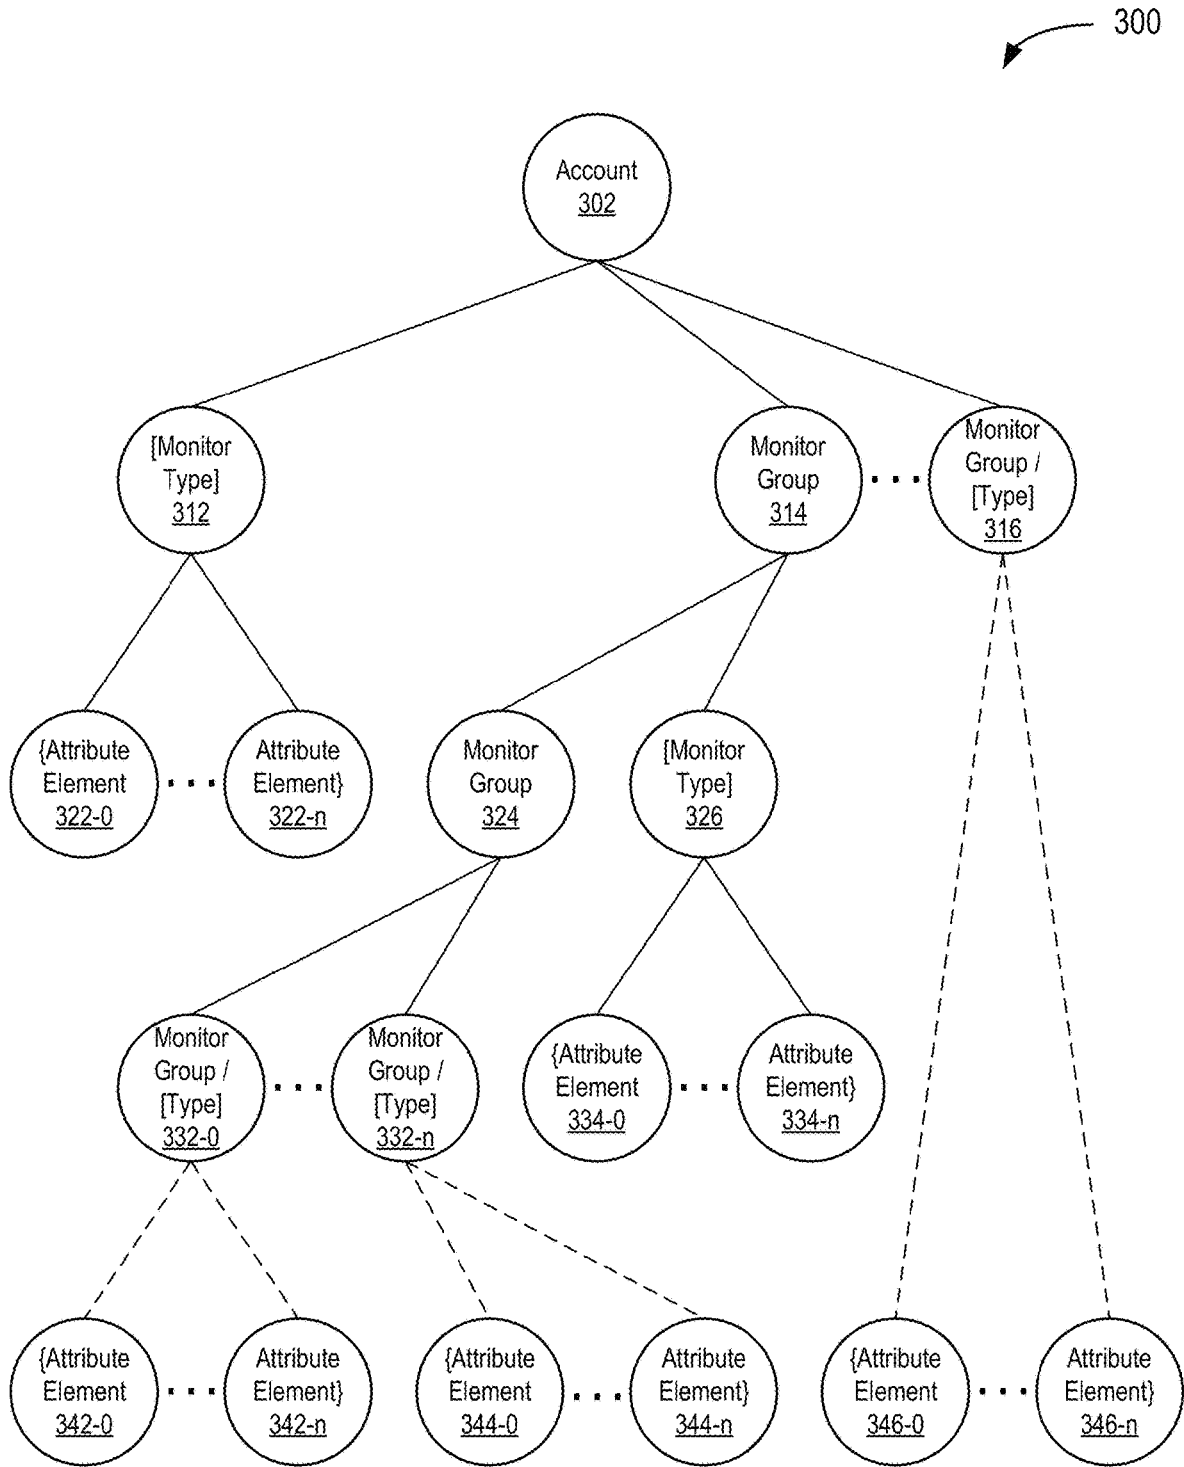 300
Account
302
[Monitor
Type]
312
Monitor
Group
314
Monitor
Group /
[Type]
316
{Attribute
Element
322-0
Attribute
Element}
322-n
Monitor
Group
324
[Monitor
Type]
326
Monitor
Group /
[Type]
332-0
Monitor
Group /
[Type]
332-n
{Attribute
Element
334-0
Attribute
Element}
334-n
{Attribute
Element
342-0
Attribute
Element}
342-n
{Attribute
Element
344-0
Attribute
Element}
344-n
{Attribute
Element
346-0
Attribute
Element}
346-n